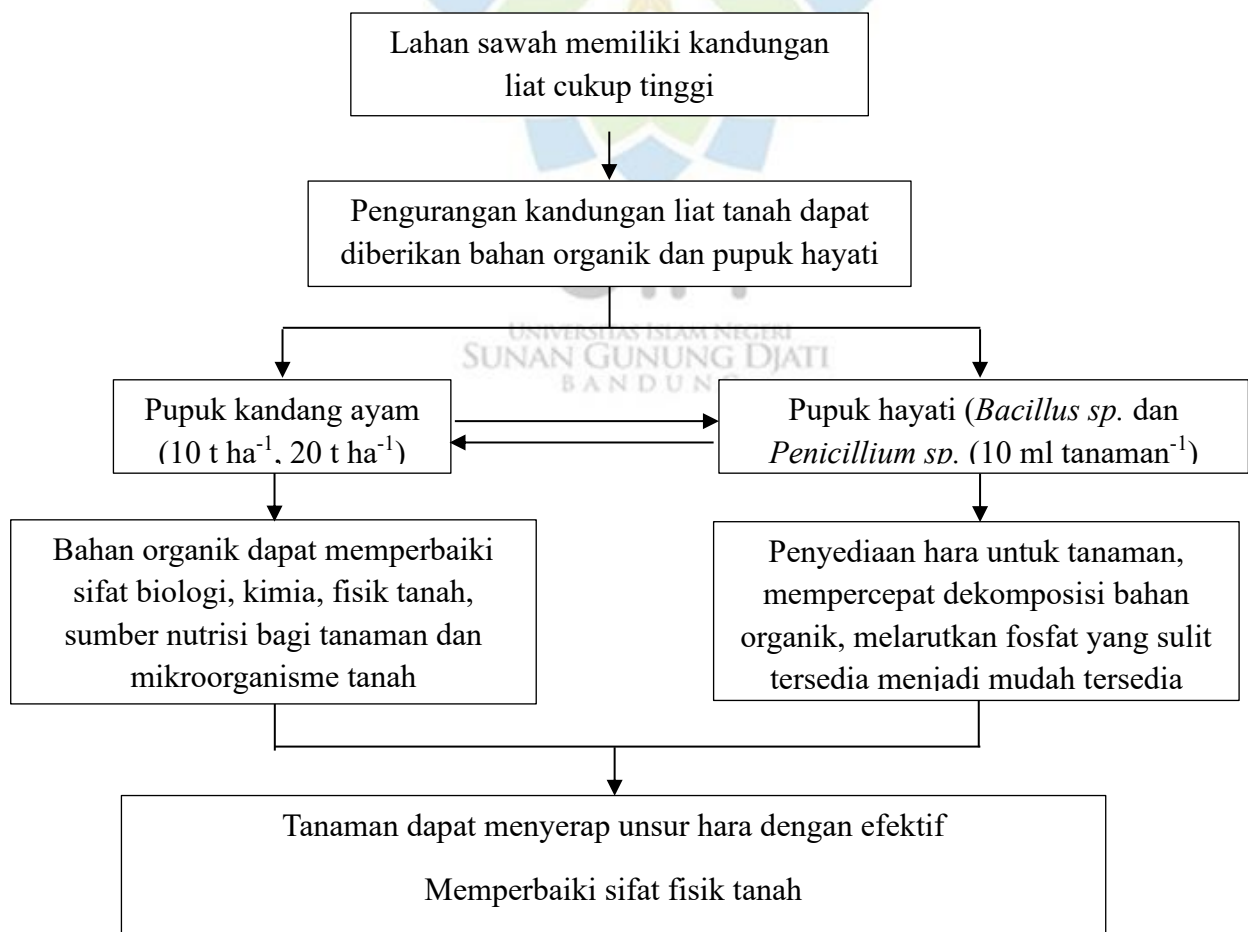 Lahan sawah memiliki kandungan
liat cukup tinggi
Pengurangan kandungan liat tanah dapat
diberikan bahan organik dan pupuk hayati
UNIVERSITAS ISLAM NEGERI
SUNAN GUNUNG DJATI
BANDUNG
Pupuk kandang ayam
(10 t ha⁻¹, 20 t ha⁻¹)
Pupuk hayati (Bacillus sp. dan
Penicillium sp. (10 ml tanaman⁻¹)
Bahan organik dapat memperbaiki
sifat biologi, kimia, fisik tanah,
sumber nutrisi bagi tanaman dan
mikroorganisme tanah
Penyediaan hara untuk tanaman,
mempercepat dekomposisi bahan
organik, melarutkan fosfat yang sulit
tersedia menjadi mudah tersedia
Tanaman dapat menyerap unsur hara dengan efektif
Memperbaiki sifat fisik tanah